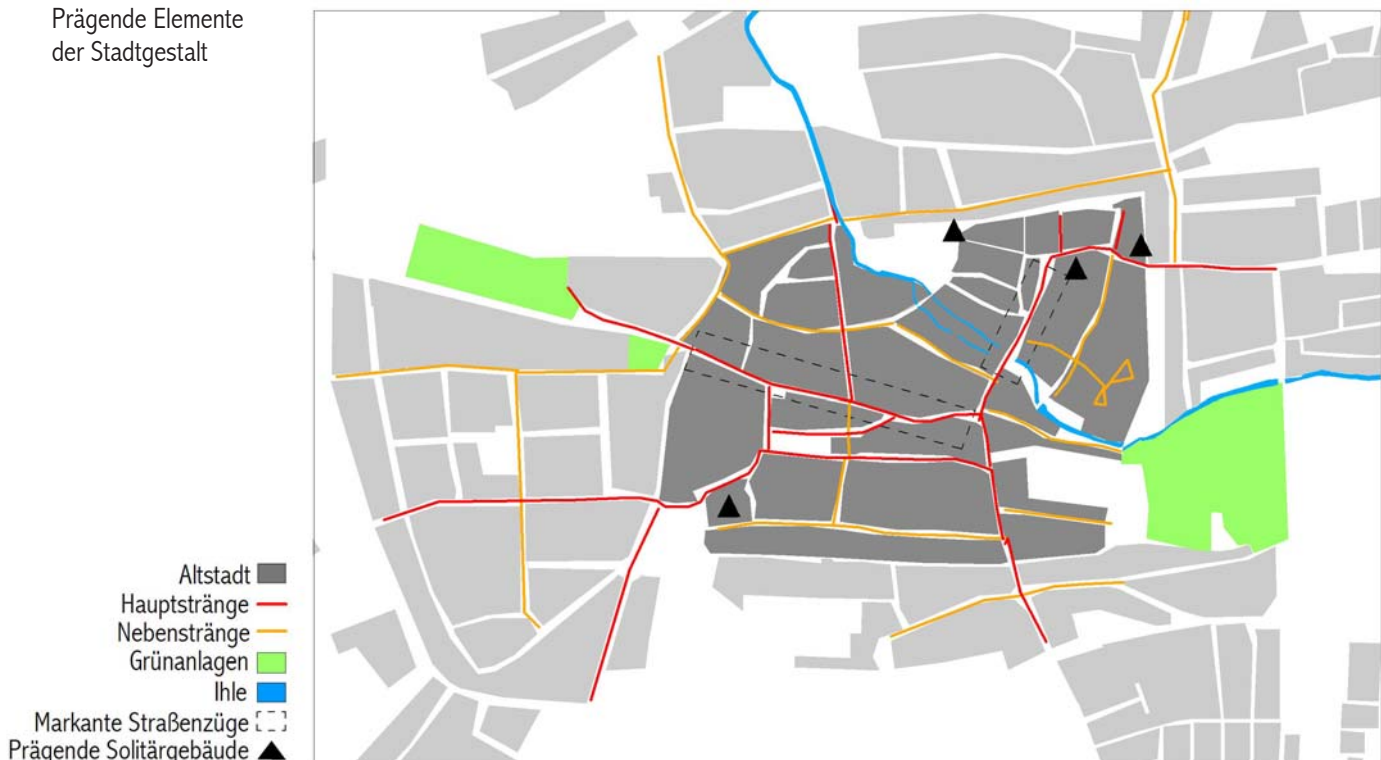 Prägende Elemente
der Stadtgestalt
Altstadt
Hauptstränge
Nebenstränge
Grünanlagen
Ihle
Markante Straßenzüge
Prägende Solitärgebäude